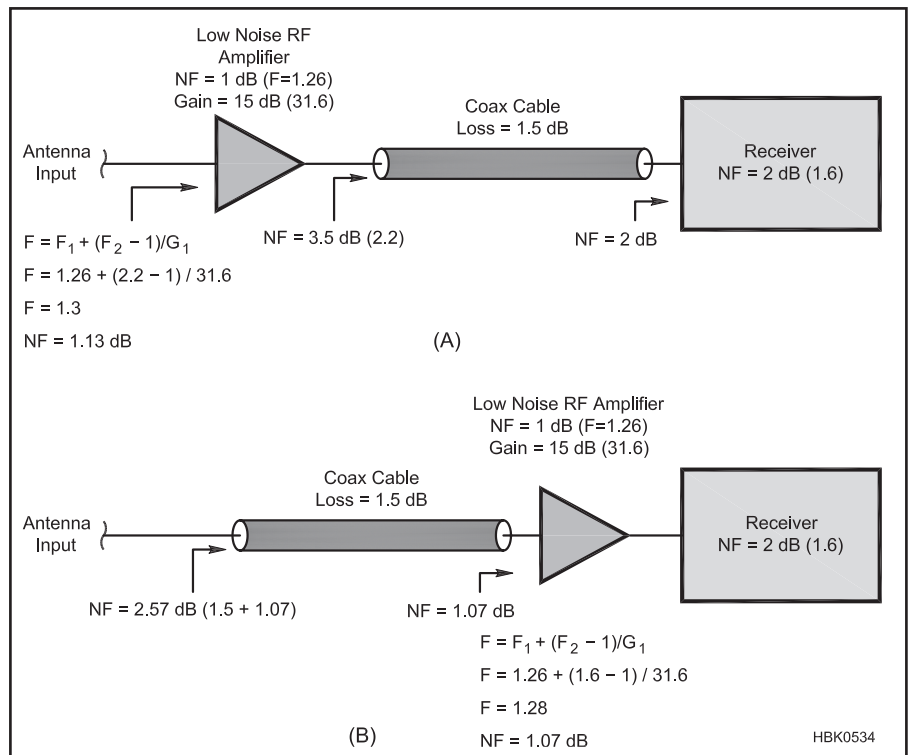 Low Noise RF
Amplifier
NF = 1 dB (F=1.26)
Gain = 15 dB (31.6)
Coax Cable
Loss = 1.5 dB
Antenna
Input
Receiver
NF = 2 dB (1.6)
F = F₁ + (F₂ – 1)/G₁
F = 1.26 + (2.2 – 1) / 31.6
F = 1.3
NF = 1.13 dB
NF = 3.5 dB (2.2)
NF = 2 dB
(A)
Low Noise RF Amplifier
NF = 1 dB (F=1.26)
Gain = 15 dB (31.6)
Coax Cable
Loss = 1.5 dB
Antenna
Input
Receiver
NF = 2 dB (1.6)
NF = 2.57 dB (1.5 + 1.07)
NF = 1.07 dB
F = F₁ + (F₂ – 1)/G₁
F = 1.26 + (1.6 – 1) / 31.6
F = 1.28
NF = 1.07 dB
(B)
HBK0534